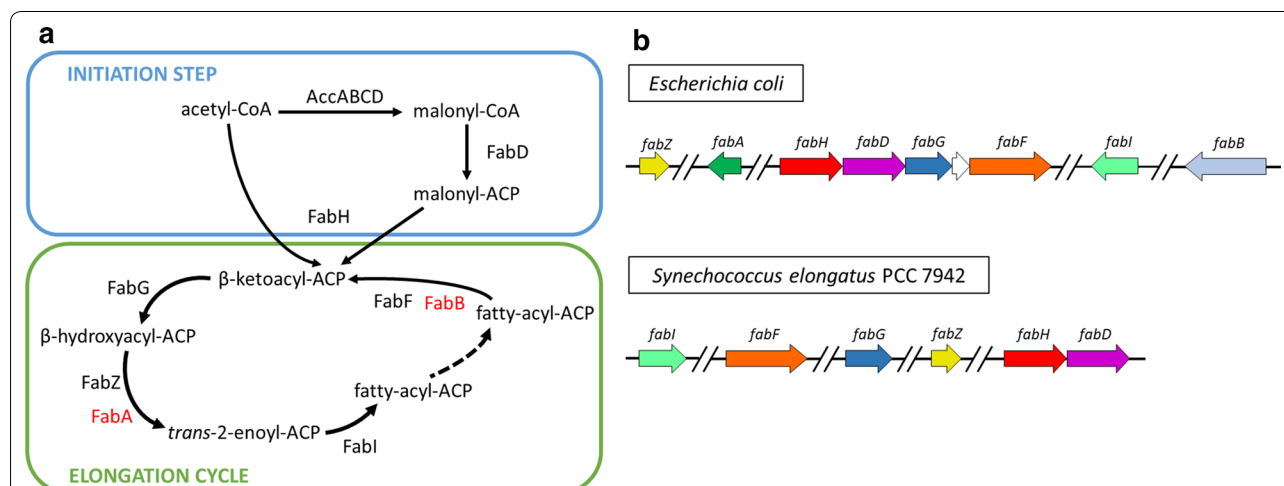 a
INITIATION STEP
acetyl-CoA
AccABCD
malonyl-CoA
FabD
malonyl-ACP
FabH
β-ketoacyl-ACP
FabG
FabF FabB
fatty-acyl-ACP
β-hydroxyacyl-ACP
FabZ
FabA
fatty-acyl-ACP
trans-2-enoyl-ACP
FabI
ELONGATION CYCLE
b
Escherichia coli
fabZ fabA fabH fabD fabG fabF fabI fabB
Synechococcus elongatus PCC 7942
fabI fabF fabG fabZ fabH fabD